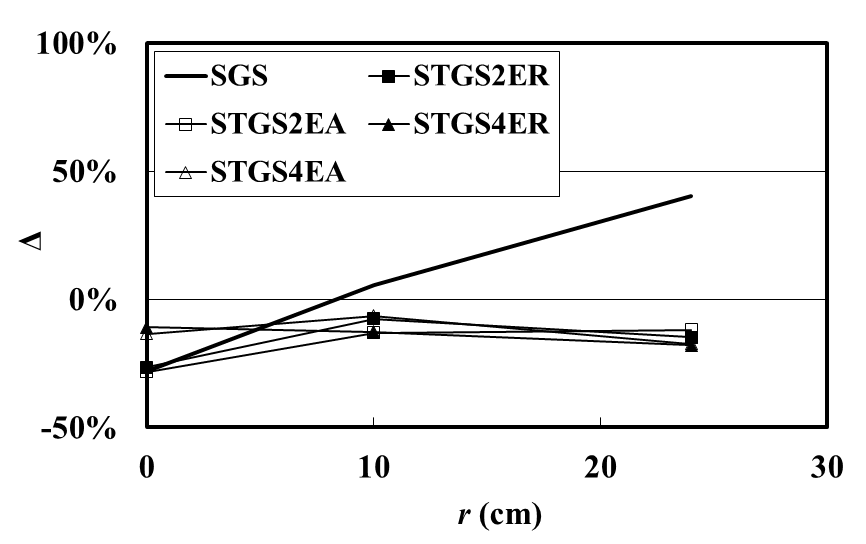 100%
SGS STGS2ER
STGS2EA STGS4ER
STGS4EA
50%
Δ
0%
-50%
0 10 20 30
r (cm)